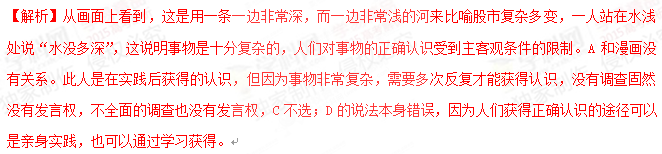 【解析】从画面上看到，这是用一条一边非常深，而一边非常浅的河来比喻股市复杂多变，一人站在水浅
处说“水没多深”，这说明事物是十分复杂的，人们对事物的正确认识受到主客观条件的限制。A 和漫画没
有关系。此人是在实践后获得的认识，但因为事物非常复杂，需要多次反复才能获得认识，没有调查固然
没有发言权，不全面的调查也没有发言权，C 不选；D 的说法本身错误，因为人们获得正确认识的途径可以
是亲身实践，也可以通过学习获得。